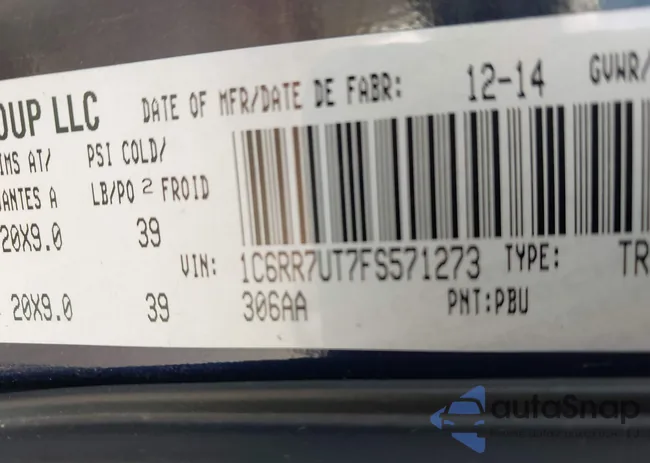 OUP LLC DATE OF MFR/DATE DE FABR: 12-14 GVWR/
IMS AT/ PSI COLD/
ANTES A LB/PO 2 FROID
20X9.0 39
VIN: 1C6RR7UT7FS571273 TYPE: TR
20X9.0 39 306AA PNT:PBU
autoSnap